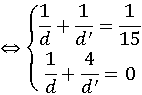 ⇔ { 1/d + 1/d' = 1/15
1/d + 4/d' = 0